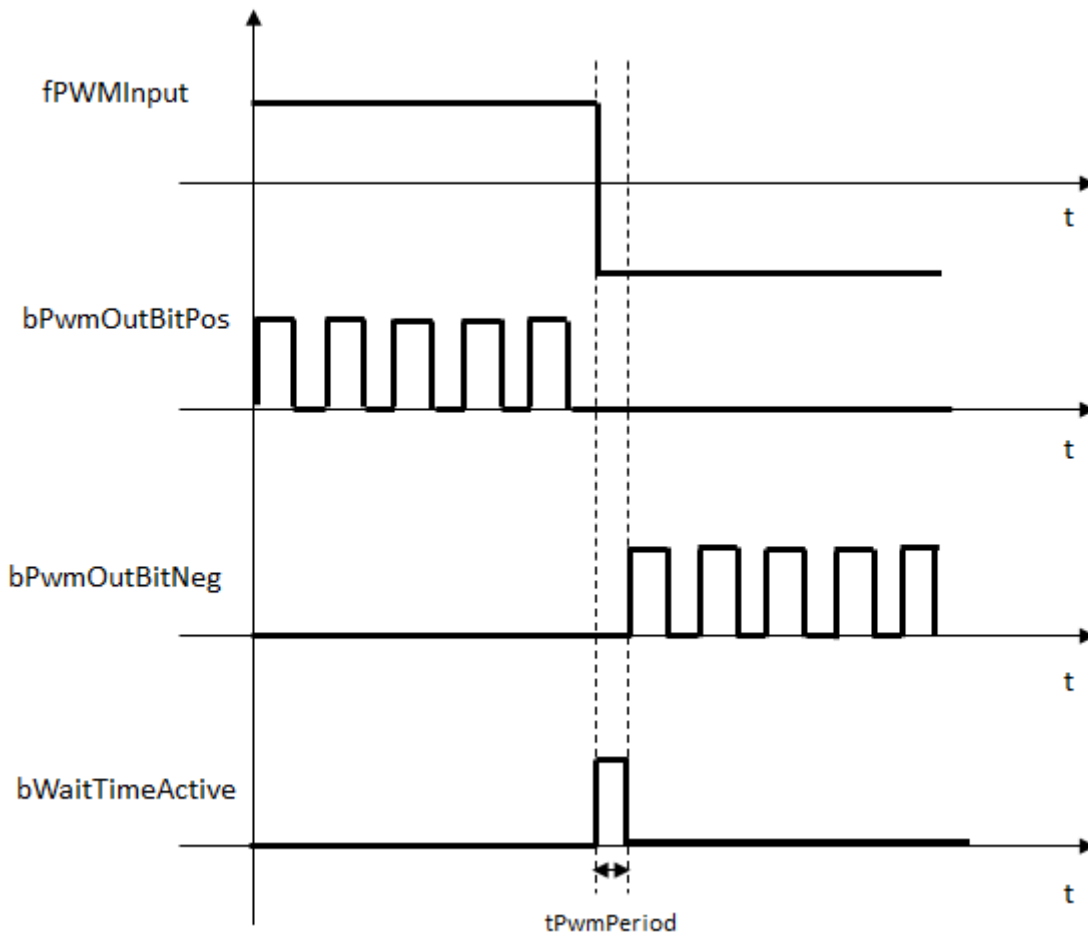 fPWMInput
t
bPwmOutBitPos
t
bPwmOutBitNeg
t
bWaitTimeActive
t
tPwmPeriod